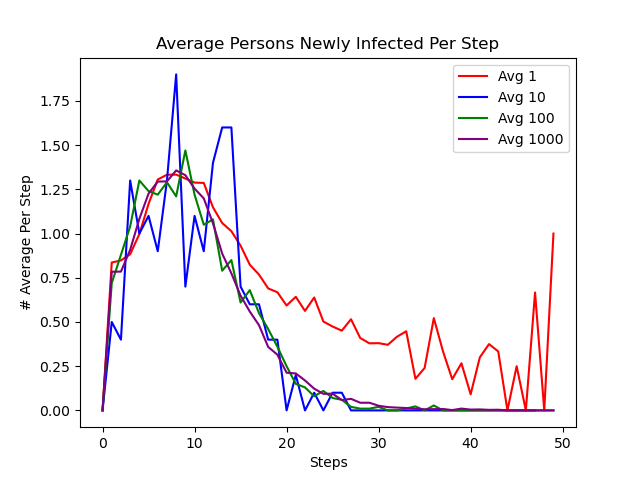 Average Persons Newly Infected Per Step
Avg 1
Avg 10
Avg 100
Avg 1000
# Average Per Step
1.75
1.50
1.25
1.00
0.75
0.50
0.25
0.00
0 10 20 30 40 50
Steps